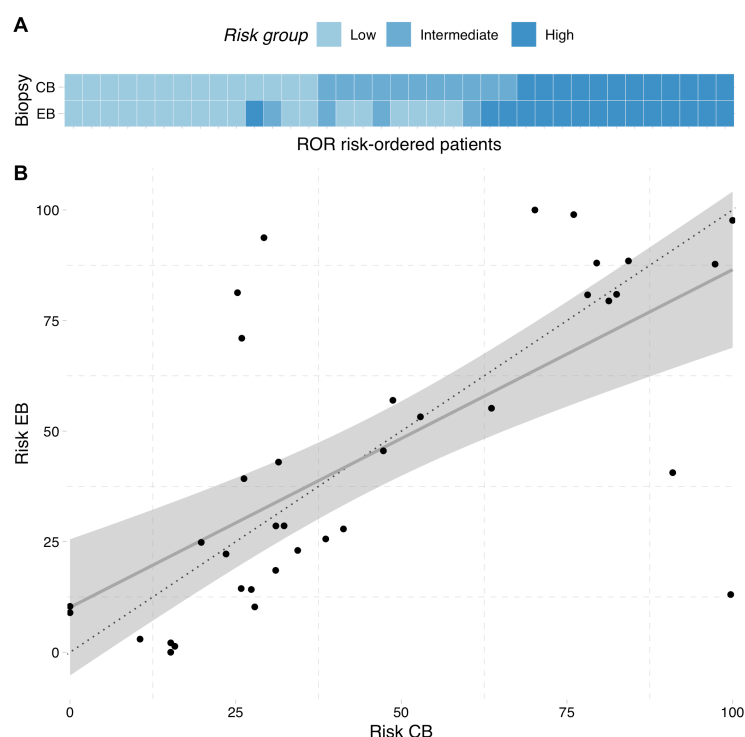 A
Risk group Low Intermediate High
Biopsy
CB
EB
ROR risk-ordered patients
B
Risk EB
100
75
50
25
0
0 25 50 75 100
Risk CB